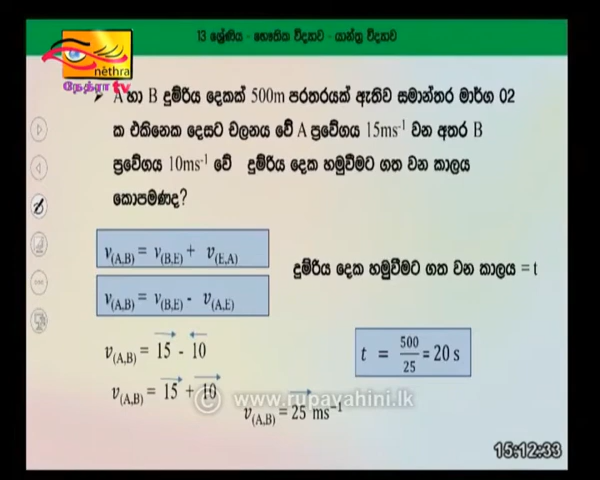 13 ශ්‍රේණිය - භෞතික විද්‍යාව - යාන්ත්‍ර විද්‍යාව
nēthra
நேத்ரா tv
A හා B දුම්රිය දෙකක් 500m පරතරයක් ඇතිව සමාන්තර මාර්ග 02
ක එකිනෙක දෙසට චලනය වේ A ප්‍රවේගය 15ms⁻¹ වන අතර B
ප්‍රවේගය 10ms⁻¹ වේ දුම්රිය දෙක හමුවීමට ගත වන කාලය
කොපමණද?
v(A,B) = v(B,E) + v(E,A)
දුම්රිය දෙක හමුවීමට ගත වන කාලය = t
v(A,B) = v(B,E) - v(A,E)
v(A,B) = 15 - 10
t = 500/25 = 20 s
v(A,B) = 15 + 10
© www.rupavahini.lk
v(A,B) = 25 ms⁻¹
15:12:33